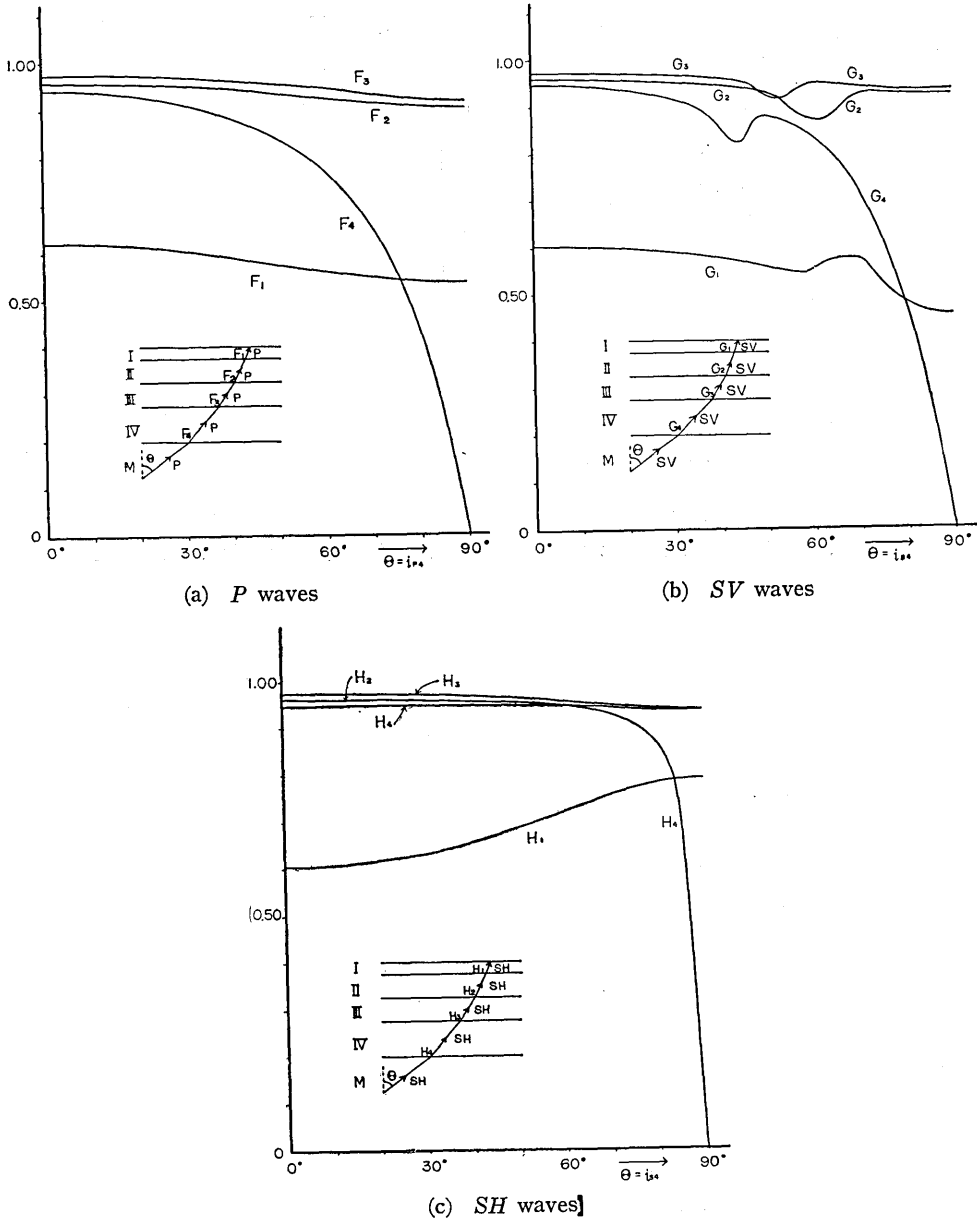 1.00
F₃
F₂
F₄
0.50
F₁
I
F₁ P
II
F₂ P
III
F₃ P
IV
F₄ P
M
θ
P
0
0°
30°
60°
90°
θ = iₚ₄
(a) P waves
1.00
G₃
G₃
G₂
G₂
G₄
G₁
0.50
I
G₁ SV
II
G₂ SV
III
G₃ SV
IV
G₄ SV
M
θ
SV
0
0°
30°
60°
90°
θ = iₛ₄
(b) SV waves
1.00
H₂
H₃
H₄
H₁
H₄
(0.50
I
H₁ SH
II
H₂ SH
III
H₃ SH
IV
H₄ SH
M
θ
SH
0
0°
30°
60°
90°
θ = iₛ₄
(c) SH waves]